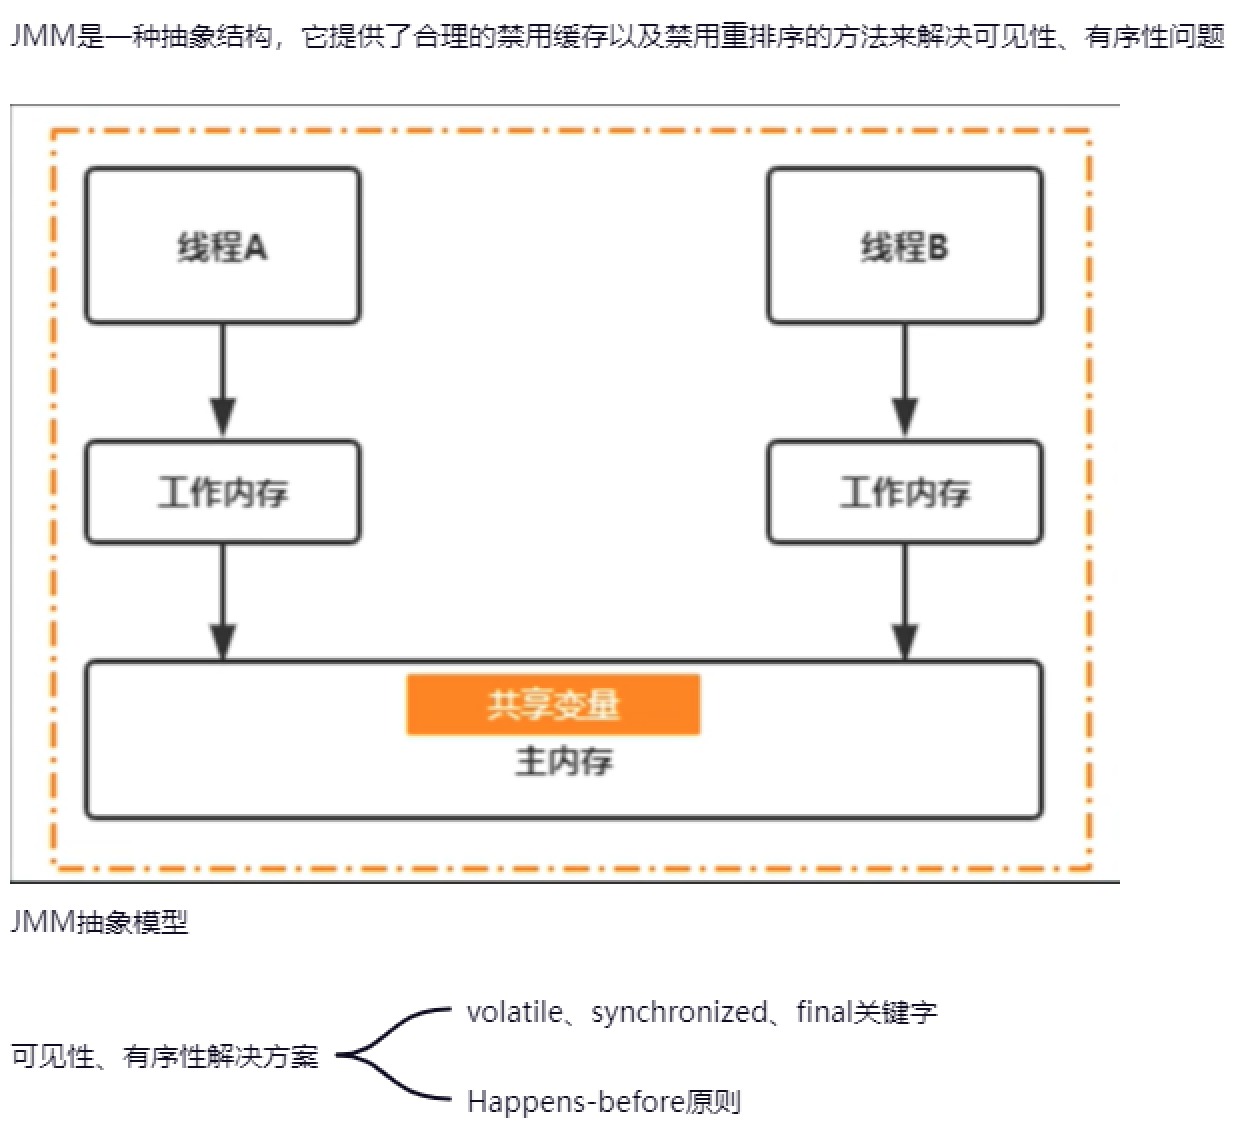 JMM是一种抽象结构，它提供了合理的禁用缓存以及禁用重排序的方法来解决可见性、有序性问题
线程A
线程B
工作内存
工作内存
共享变量
主内存
JMM抽象模型
volatile、synchronized、final关键字
可见性、有序性解决方案
Happens-before原则